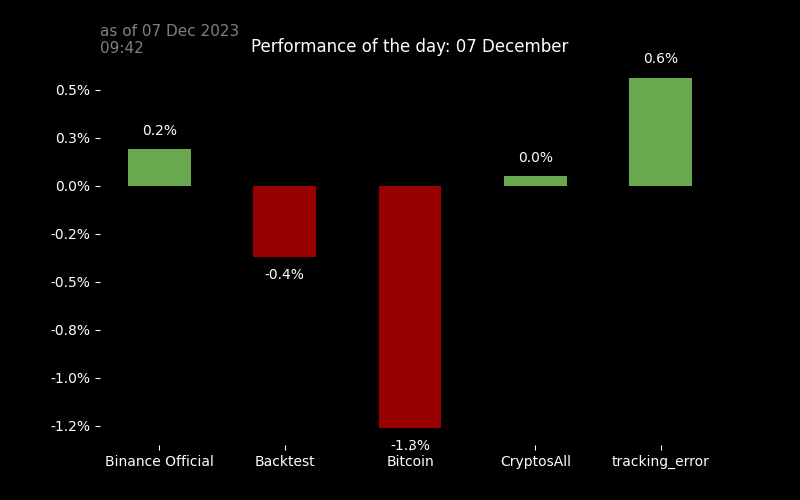 as of 07 Dec 2023
09:42
Performance of the day: 07 December
0.6%
0.5%
0.3%
0.2%
0.0%
0.0%
-0.2%
-0.4%
-0.5%
-0.8%
-1.0%
-1.2%
-1.3%
Binance Official
Backtest
Bitcoin
CryptosAll
tracking_error